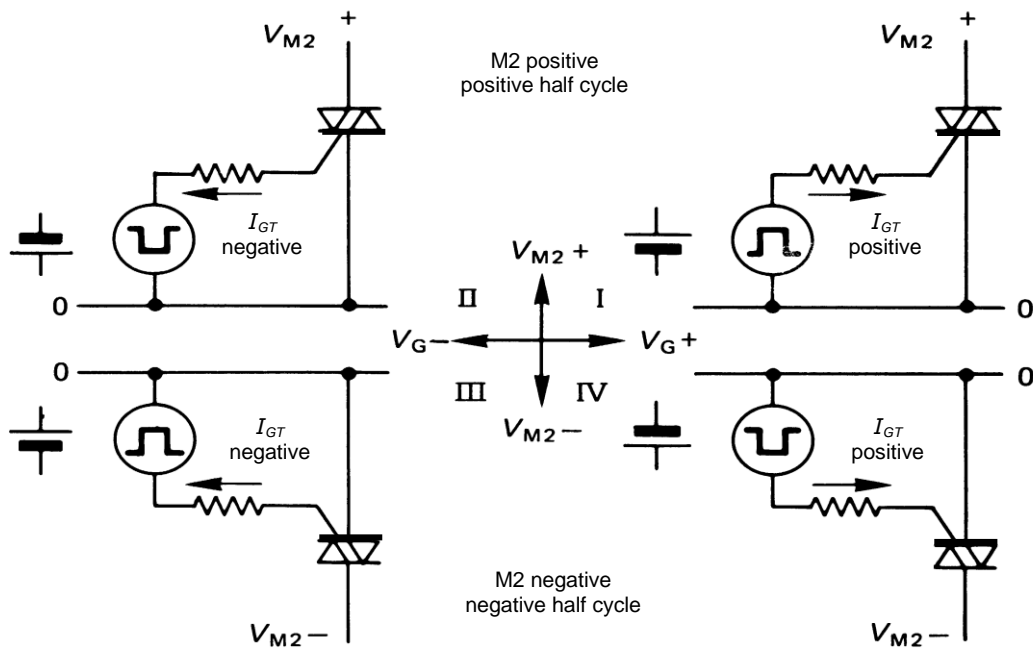 +
V_M2
M2 positive
positive half cycle
+
V_M2
I_GT
negative
I_GT
positive
V_M2 +
0
II
I
0
V_G−
V_G+
0
III
IV
0
V_M2 −
I_GT
negative
I_GT
positive
M2 negative
negative half cycle
V_M2 −
V_M2 −